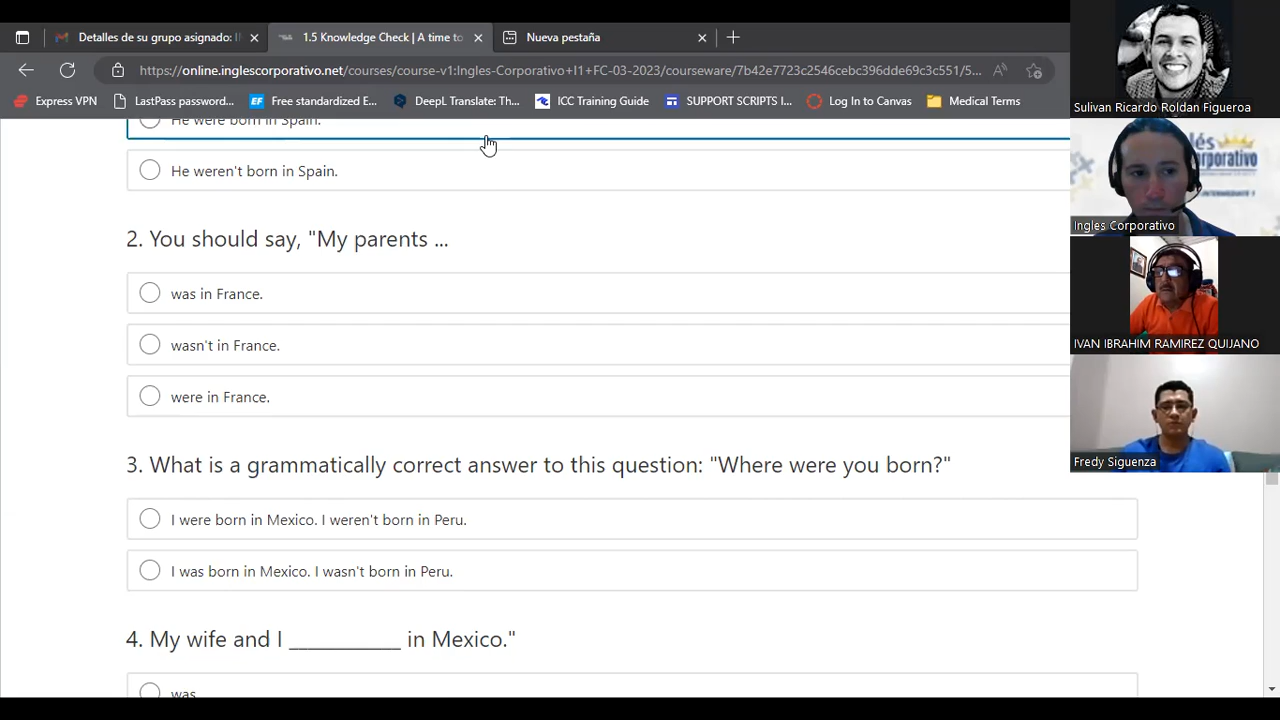 Detalles de su grupo asignado: I
1.5 Knowledge Check | A time to
Nueva pestaña
https://online.inglescorporativo.net/courses/course-v1:Ingles-Corporativo+I1+FC-03-2023/courseware/7b42e7723c2546cebc396dde69c3c551/5...
Express VPN
LastPass password...
EF Free standardized E...
DeepL Translate: Th...
ICC Training Guide
SUPPORT SCRIPTS I...
Log In to Canvas
Medical Terms
He were born in Spain.
He weren't born in Spain.
2. You should say, "My parents ...
was in France.
wasn't in France.
were in France.
3. What is a grammatically correct answer to this question: "Where were you born?"
I were born in Mexico. I weren't born in Peru.
I was born in Mexico. I wasn't born in Peru.
4. My wife and I ___________ in Mexico."
was
Sulivan Ricardo Roldan Figueroa
Ingles Corporativo
IVAN IBRAHIM RAMIREZ QUIJANO
Fredy Siguenza